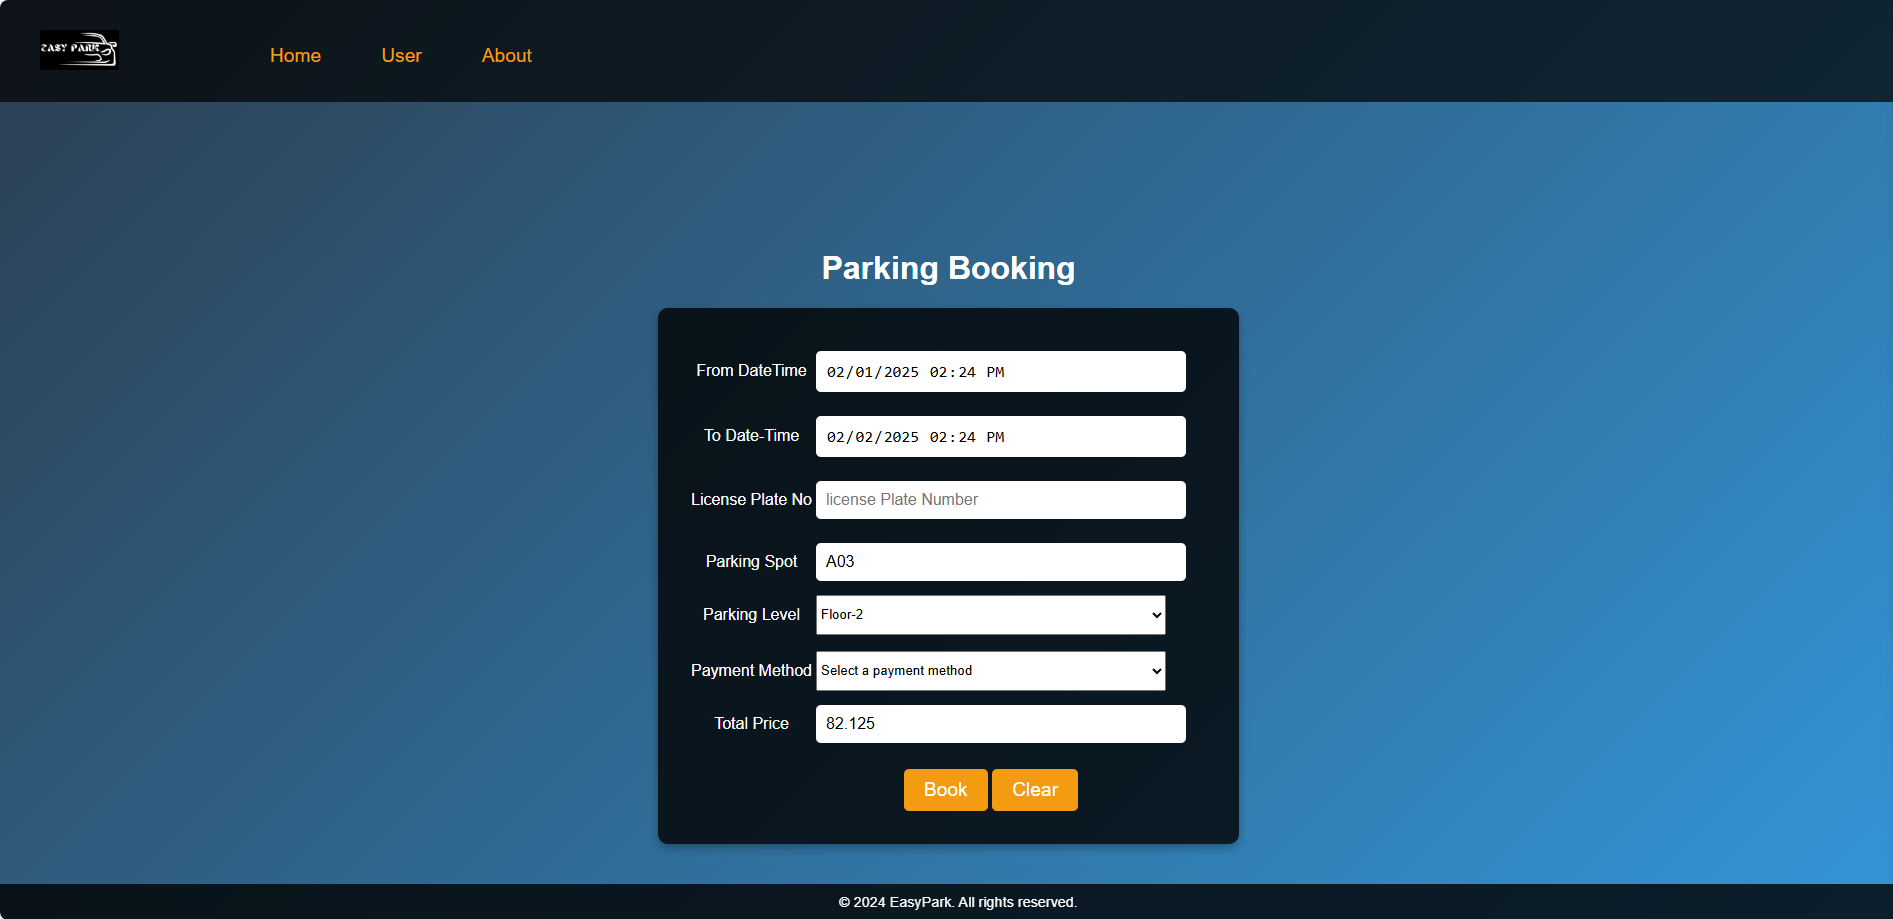 EASY PARK
Home User About
Parking Booking
From DateTime 02/01/2025 02:24 PM
To Date-Time 02/02/2025 02:24 PM
License Plate No license Plate Number
Parking Spot A03
Parking Level Floor-2
Payment Method Select a payment method
Total Price 82.125
Book Clear
© 2024 EasyPark. All rights reserved.